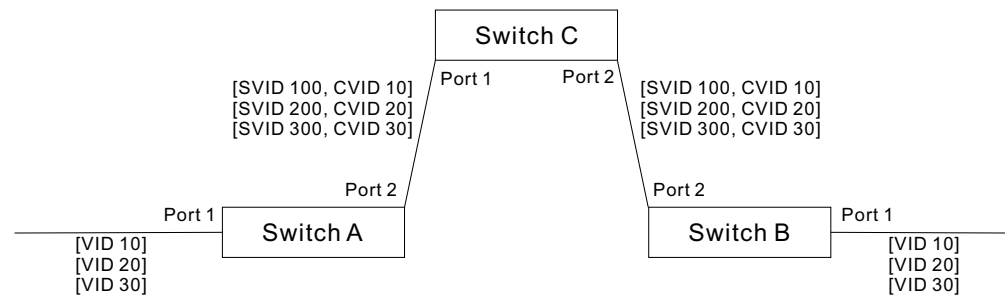 Switch C
Port 1
Port 2
[SVID 100, CVID 10]
[SVID 200, CVID 20]
[SVID 300, CVID 30]
[SVID 100, CVID 10]
[SVID 200, CVID 20]
[SVID 300, CVID 30]
Port 2
Port 2
Port 1
Switch A
Switch B
Port 1
[VID 10]
[VID 20]
[VID 30]
[VID 10]
[VID 20]
[VID 30]